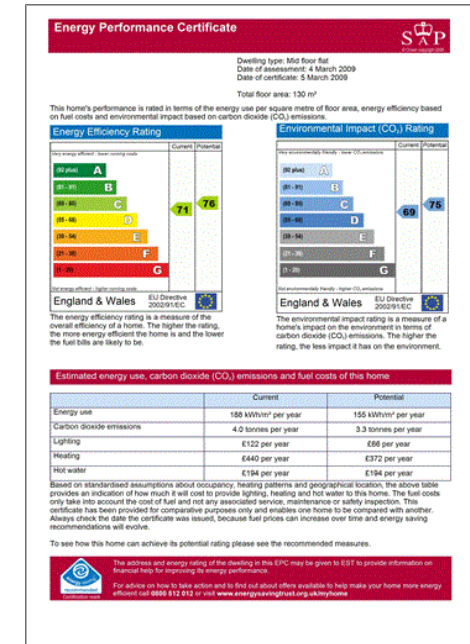 Energy Performance Certificate
SAP
© Crown copyright 2005
Dwelling type: Mid floor flat
Date of assessment: 4 March 2009
Date of certificate: 5 March 2009
Total floor area: 130 m²
This home's performance is rated in terms of the energy use per square metre of floor area, energy efficiency based
on fuel costs and environmental impact based on carbon dioxide (CO₂) emissions.
Energy Efficiency Rating
Current Potential
Very energy efficient - lower running costs
(92 plus) A
(81 - 91) B
(69 - 80) C
(55 - 68) D
(39 - 54) E
(21 - 38) F
(1 - 20) G
71
76
Not energy efficient - higher running costs
England & Wales
EU Directive
2002/91/EC
The energy efficiency rating is a measure of the
overall efficiency of a home. The higher the rating,
the more energy efficient the home is and the lower
the fuel bills are likely to be.
Environmental Impact (CO₂) Rating
Current Potential
Very environmentally friendly - lower CO₂ emissions
(92 plus) A
(81 - 91) B
(69 - 80) C
(55 - 68) D
(39 - 54) E
(21 - 38) F
(1 - 20) G
69
75
Not environmentally friendly - higher CO₂ emissions
England & Wales
EU Directive
2002/91/EC
The environmental impact rating is a measure of a
home's impact on the environment in terms of
carbon dioxide (CO₂) emissions. The higher the
rating, the less impact it has on the environment.
Estimated energy use, carbon dioxide (CO₂) emissions and fuel costs of this home
Current Potential
Energy use 188 kWh/m² per year 155 kWh/m² per year
Carbon dioxide emissions 4.0 tonnes per year 3.3 tonnes per year
Lighting £122 per year £86 per year
Heating £440 per year £372 per year
Hot water £194 per year £194 per year
Based on standardised assumptions about occupancy, heating patterns and geographical location, the above table
provides an indication of how much it will cost to provide lighting, heating and hot water to this home. The fuel costs
only take into account the cost of fuel and not any associated service, maintenance or safety inspection. This
certificate has been provided for comparative purposes only and enables one home to be compared with another.
Always check the date the certificate was issued, because fuel prices can increase over time and energy saving
recommendations will evolve.
To see how this home can achieve its potential rating please see the recommended measures.
energy saving
recommended
Certification mark
The address and energy rating of the dwelling in this EPC may be given to EST to provide information on
financial help for improving its energy performance.
For advice on how to take action and to find out about offers available to help make your home more energy
efficient call 0800 512 012 or visit www.energysavingtrust.org.uk/myhome